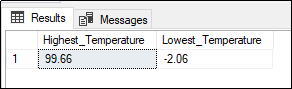 Results Messages
Highest_Temperature Lowest_Temperature
1 99.66 -2.06